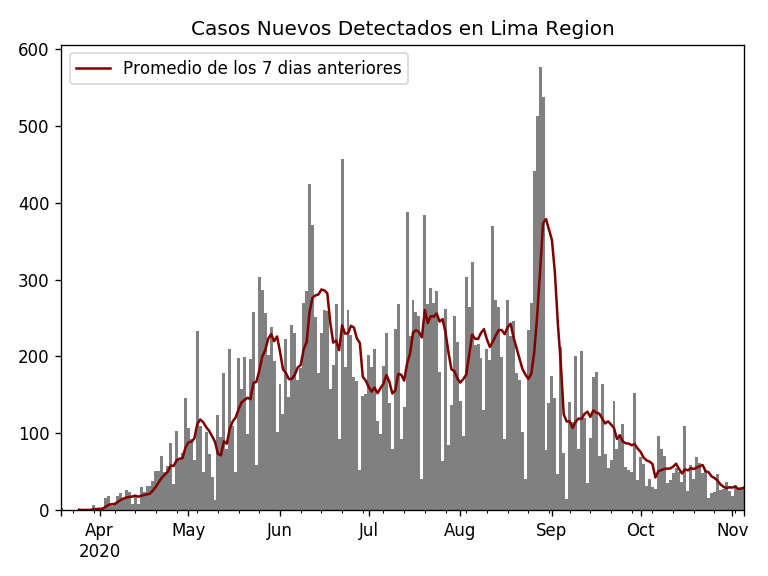 Casos Nuevos Detectados en Lima Region
Promedio de los 7 dias anteriores
600
500
400
300
200
100
0
Apr May Jun Jul Aug Sep Oct Nov
2020